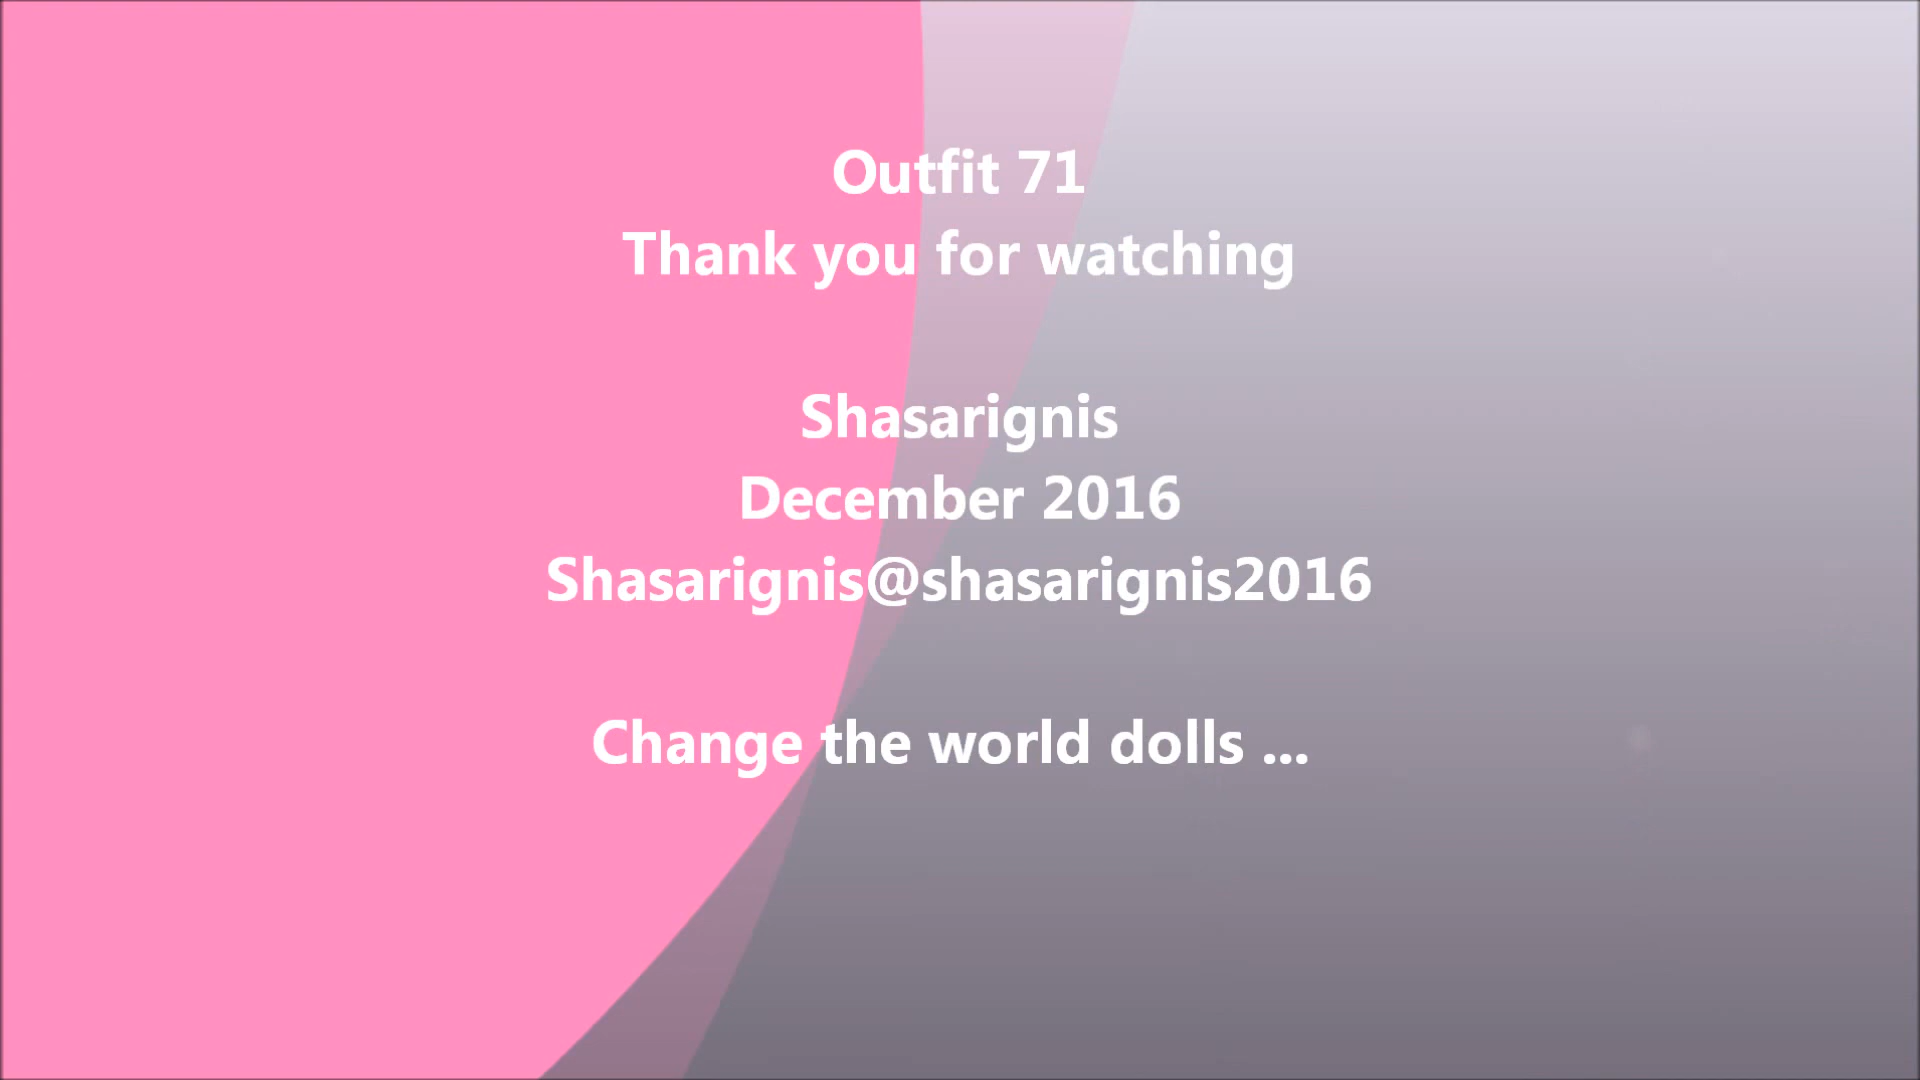 Outfit 71
Thank you for watching
Shasarignis
December 2016
Shasarignis@shasarignis2016
Change the world dolls ...